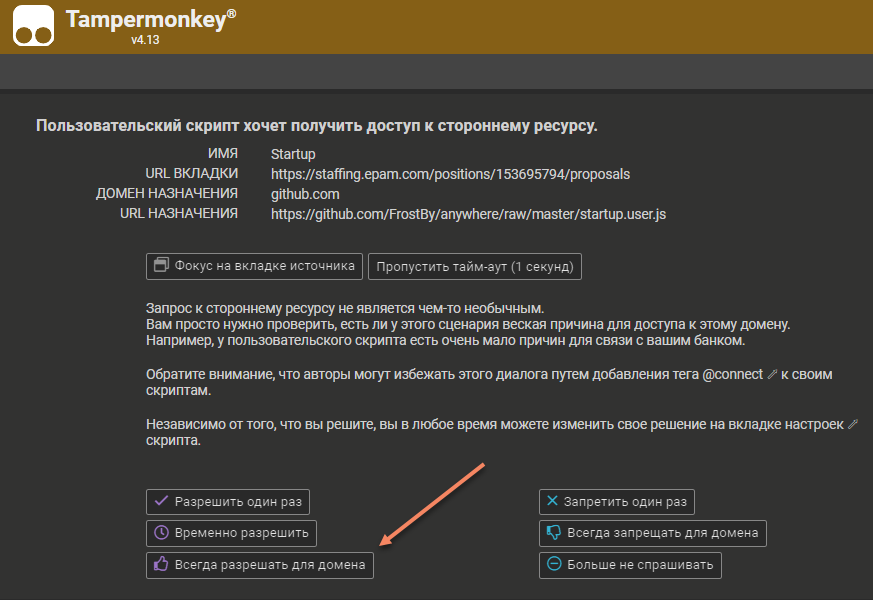 Tampermonkey®
v4.13
Пользовательский скрипт хочет получить доступ к стороннему ресурсу.
ИМЯ Startup
URL ВКЛАДКИ https://staffing.epam.com/positions/153695794/proposals
ДОМЕН НАЗНАЧЕНИЯ github.com
URL НАЗНАЧЕНИЯ https://github.com/FrostBy/anywhere/raw/master/startup.user.js
Фокус на вкладке источника Пропустить тайм-аут (1 секунд)
Запрос к стороннему ресурсу не является чем-то необычным.
Вам просто нужно проверить, есть ли у этого сценария веская причина для доступа к этому домену.
Например, у пользовательского скрипта есть очень мало причин для связи с вашим банком.
Обратите внимание, что авторы могут избежать этого диалога путем добавления тега @connect к своим
скриптам.
Независимо от того, что вы решите, вы в любое время можете изменить свое решение на вкладке настроек
скрипта.
Разрешить один раз Запретить один раз
Временно разрешить Всегда запрещать для домена
Всегда разрешать для домена Больше не спрашивать